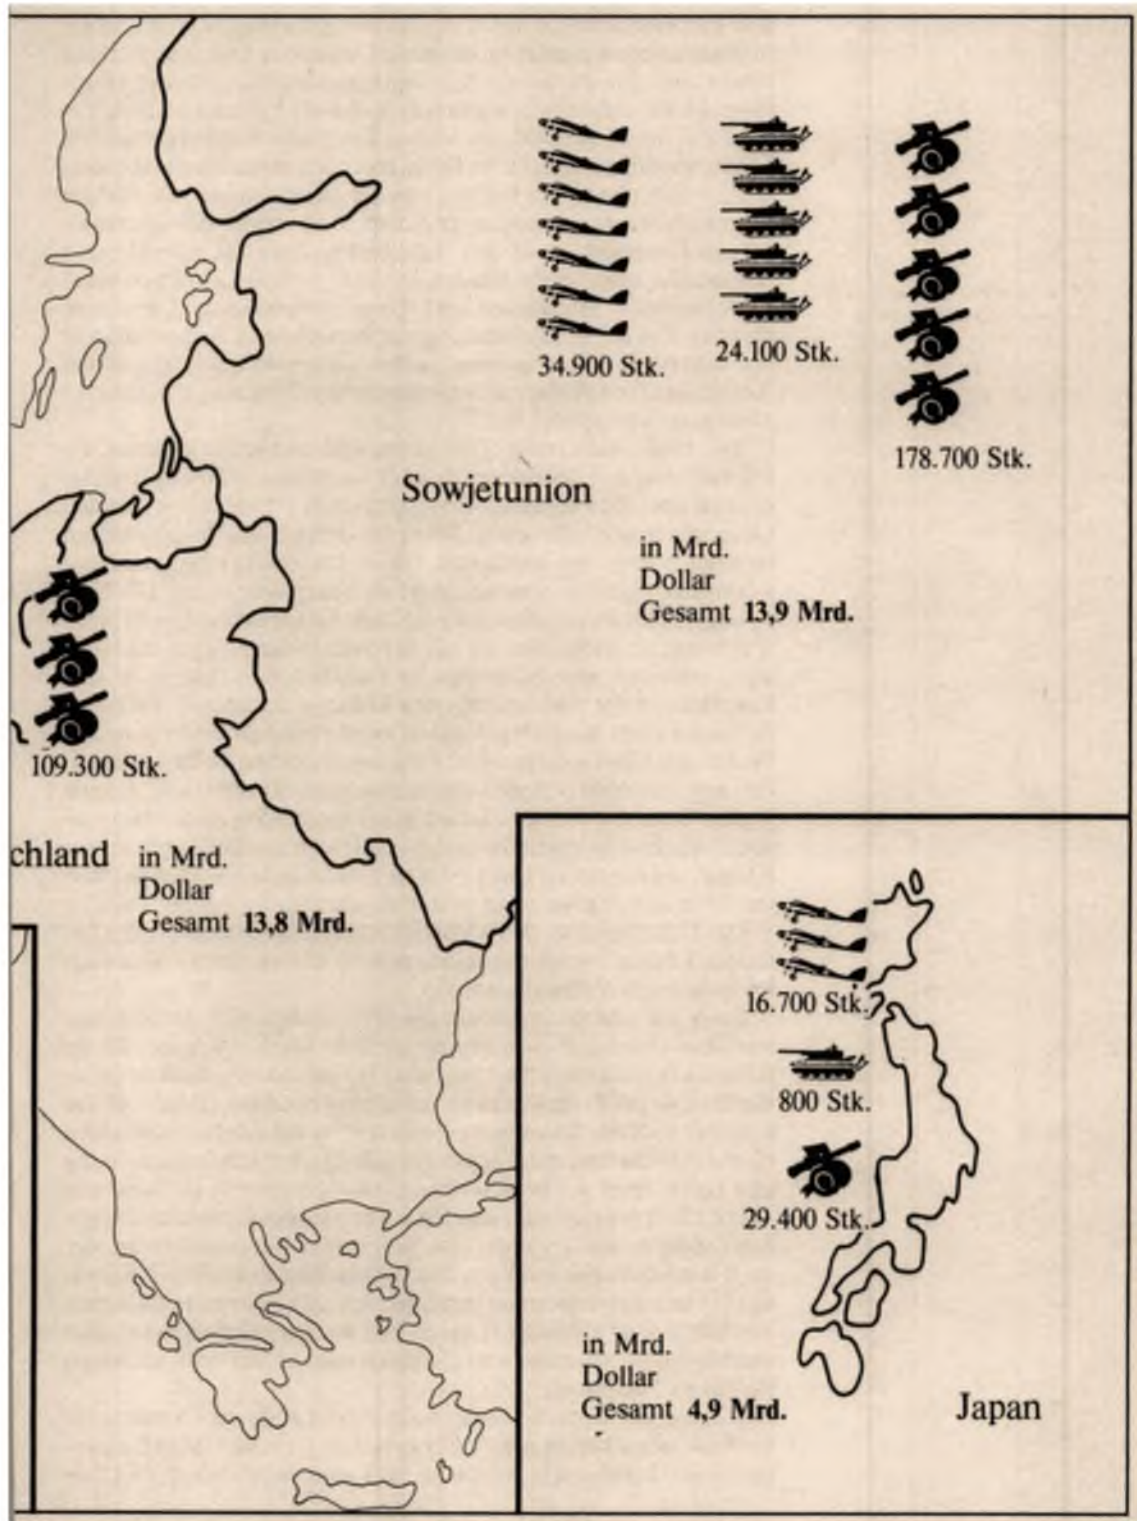 34.900 Stk.
24.100 Stk.
178.700 Stk.
Sowjetunion
in Mrd.
Dollar
Gesamt 13,9 Mrd.
109.300 Stk.
chland
in Mrd.
Dollar
Gesamt 13,8 Mrd.
16.700 Stk.
800 Stk.
29.400 Stk.
in Mrd.
Dollar
Gesamt 4,9 Mrd.
Japan